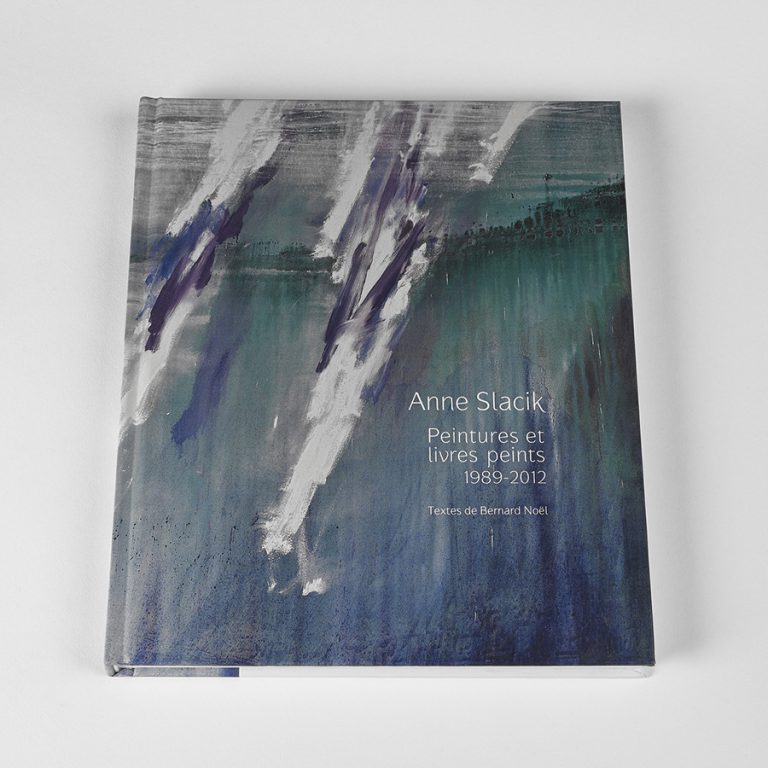 Anne Slacik
Peintures et
livres peints
1989-2012
Textes de Bernard Noël